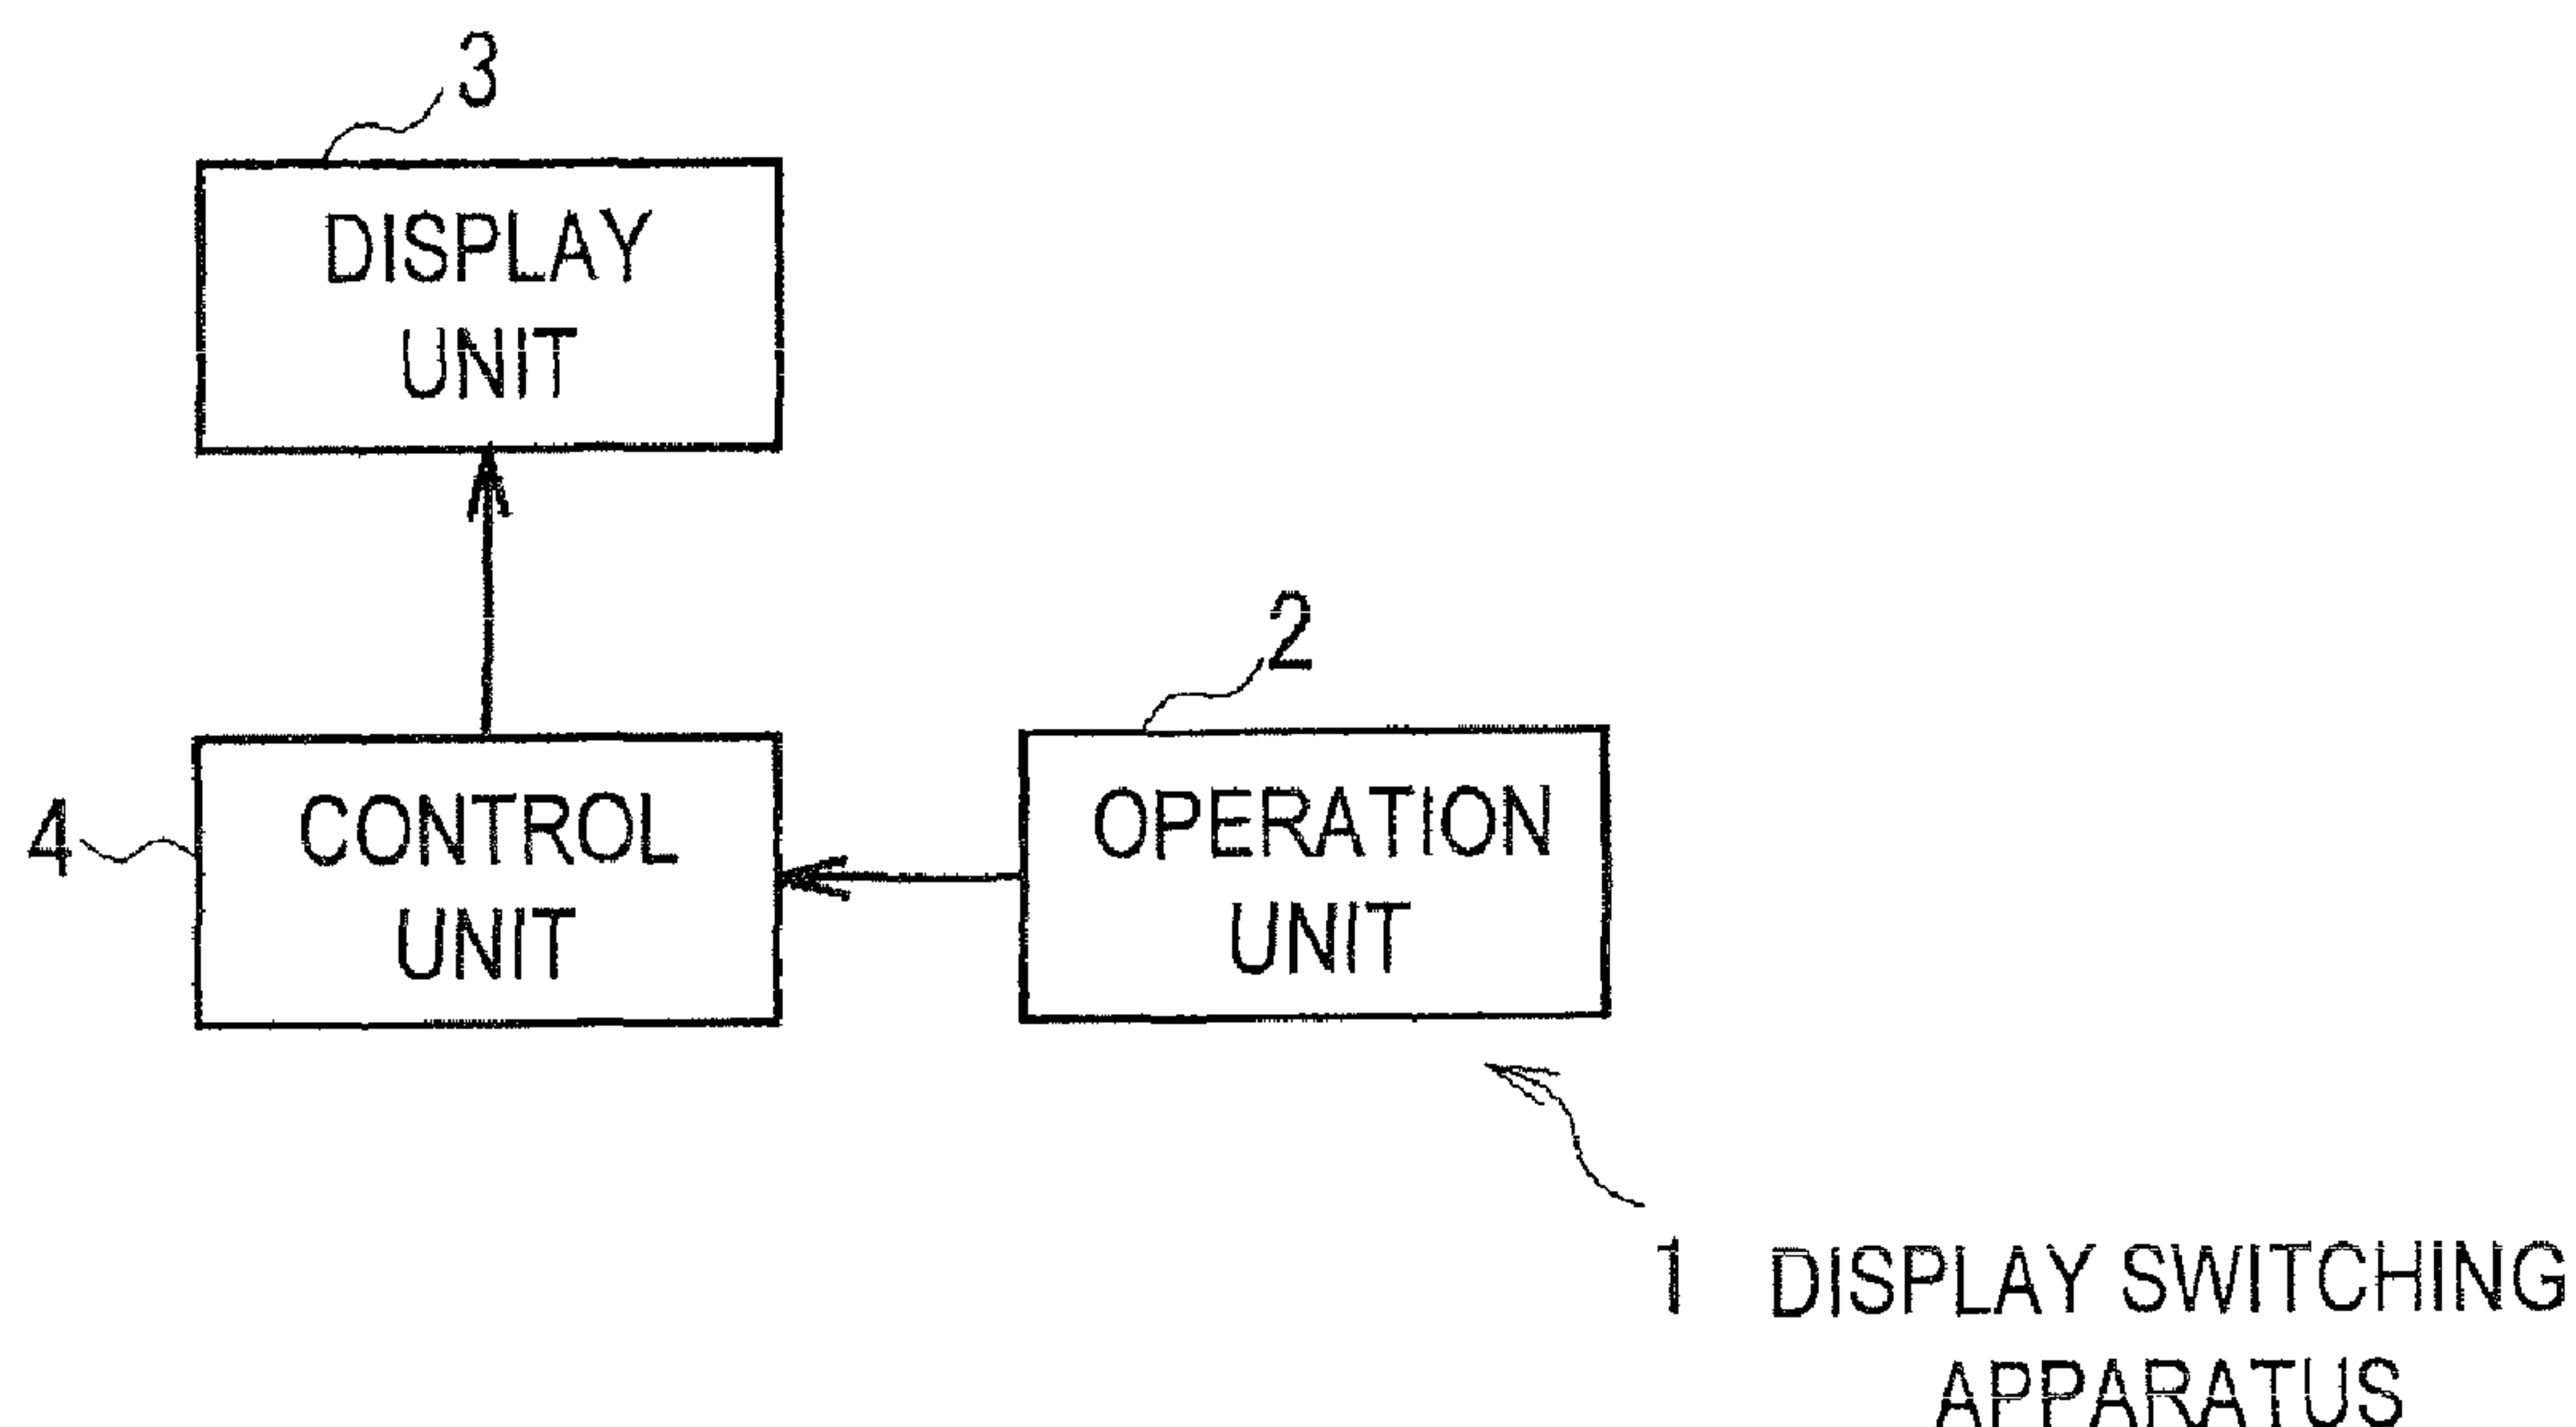 3
DISPLAY
UNIT
2
4
CONTROL
UNIT
OPERATION
UNIT
1 DISPLAY SWITCHING
APPARATUS